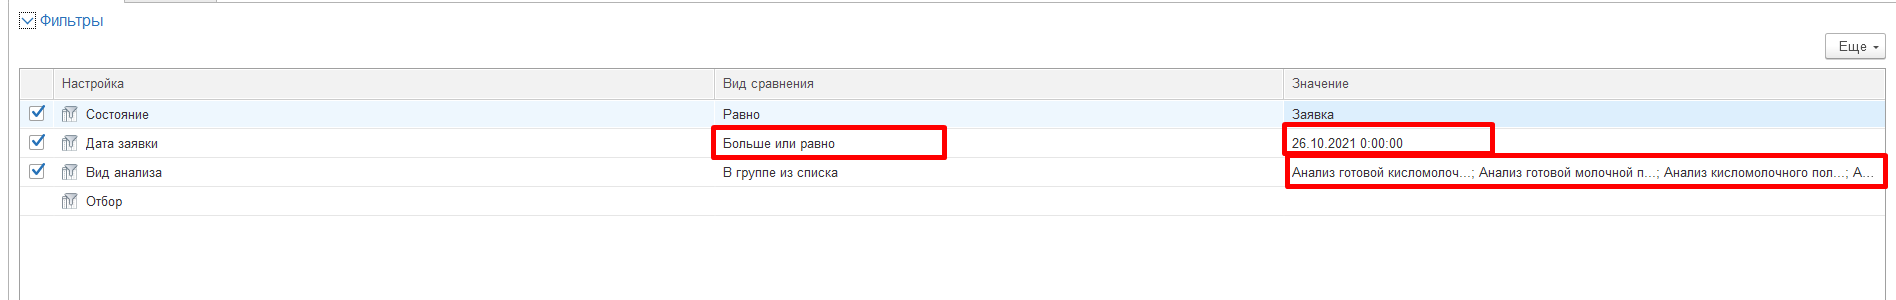 Фильтры
Еще
Настройка Вид сравнения Значение
Состояние Равно Заявка
Дата заявки Больше или равно 26.10.2021 0:00:00
Вид анализа В группе из списка Анализ готовой кисломолоч...; Анализ готовой молочной п...; Анализ кисломолочного пол...; А...
Отбор